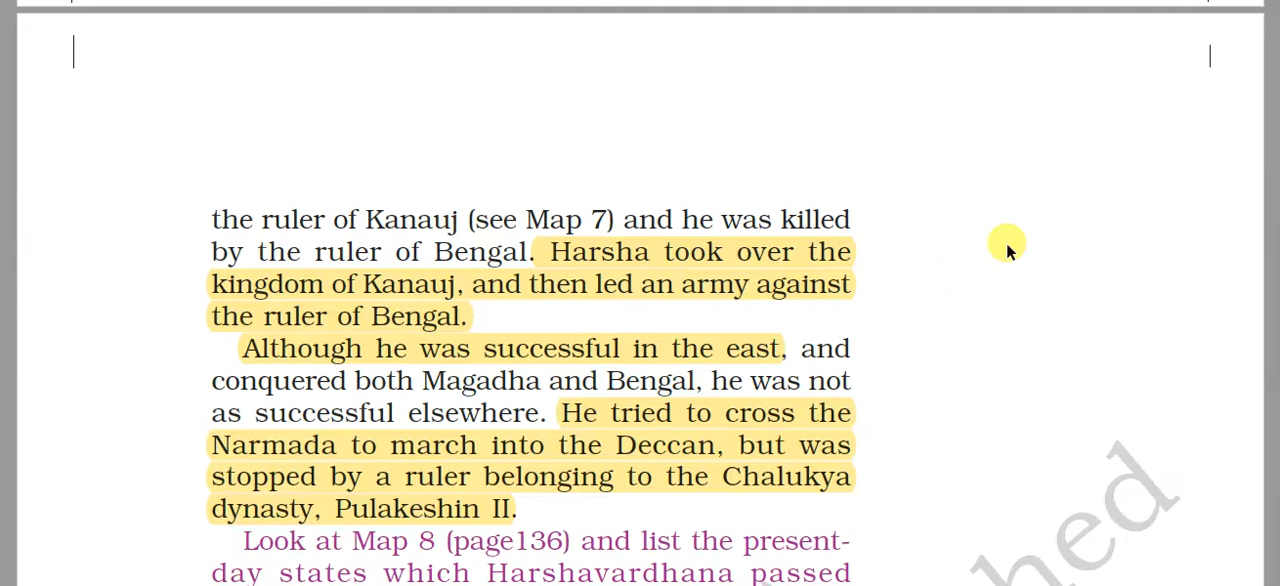 the ruler of Kanauj (see Map 7) and he was killed
by the ruler of Bengal. Harsha took over the
kingdom of Kanauj, and then led an army against
the ruler of Bengal.
Although he was successful in the east, and
conquered both Magadha and Bengal, he was not
as successful elsewhere. He tried to cross the
Narmada to march into the Deccan, but was
stopped by a ruler belonging to the Chalukya
dynasty, Pulakeshin II.
Look at Map 8 (page136) and list the present-
day states which Harshavardhana passed
hed